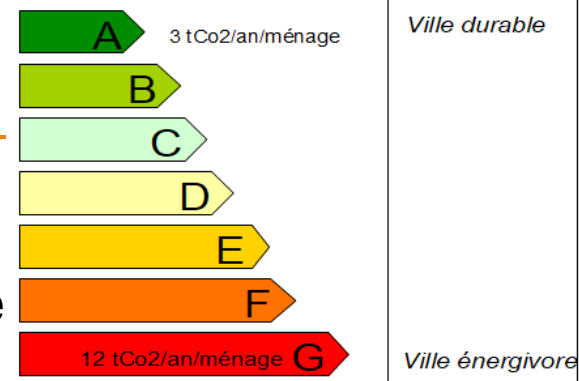 A 3 tCo2/an/ménage Ville durable
B
C
D
E
e F
12 tCo2/an/ménage G Ville énergivore